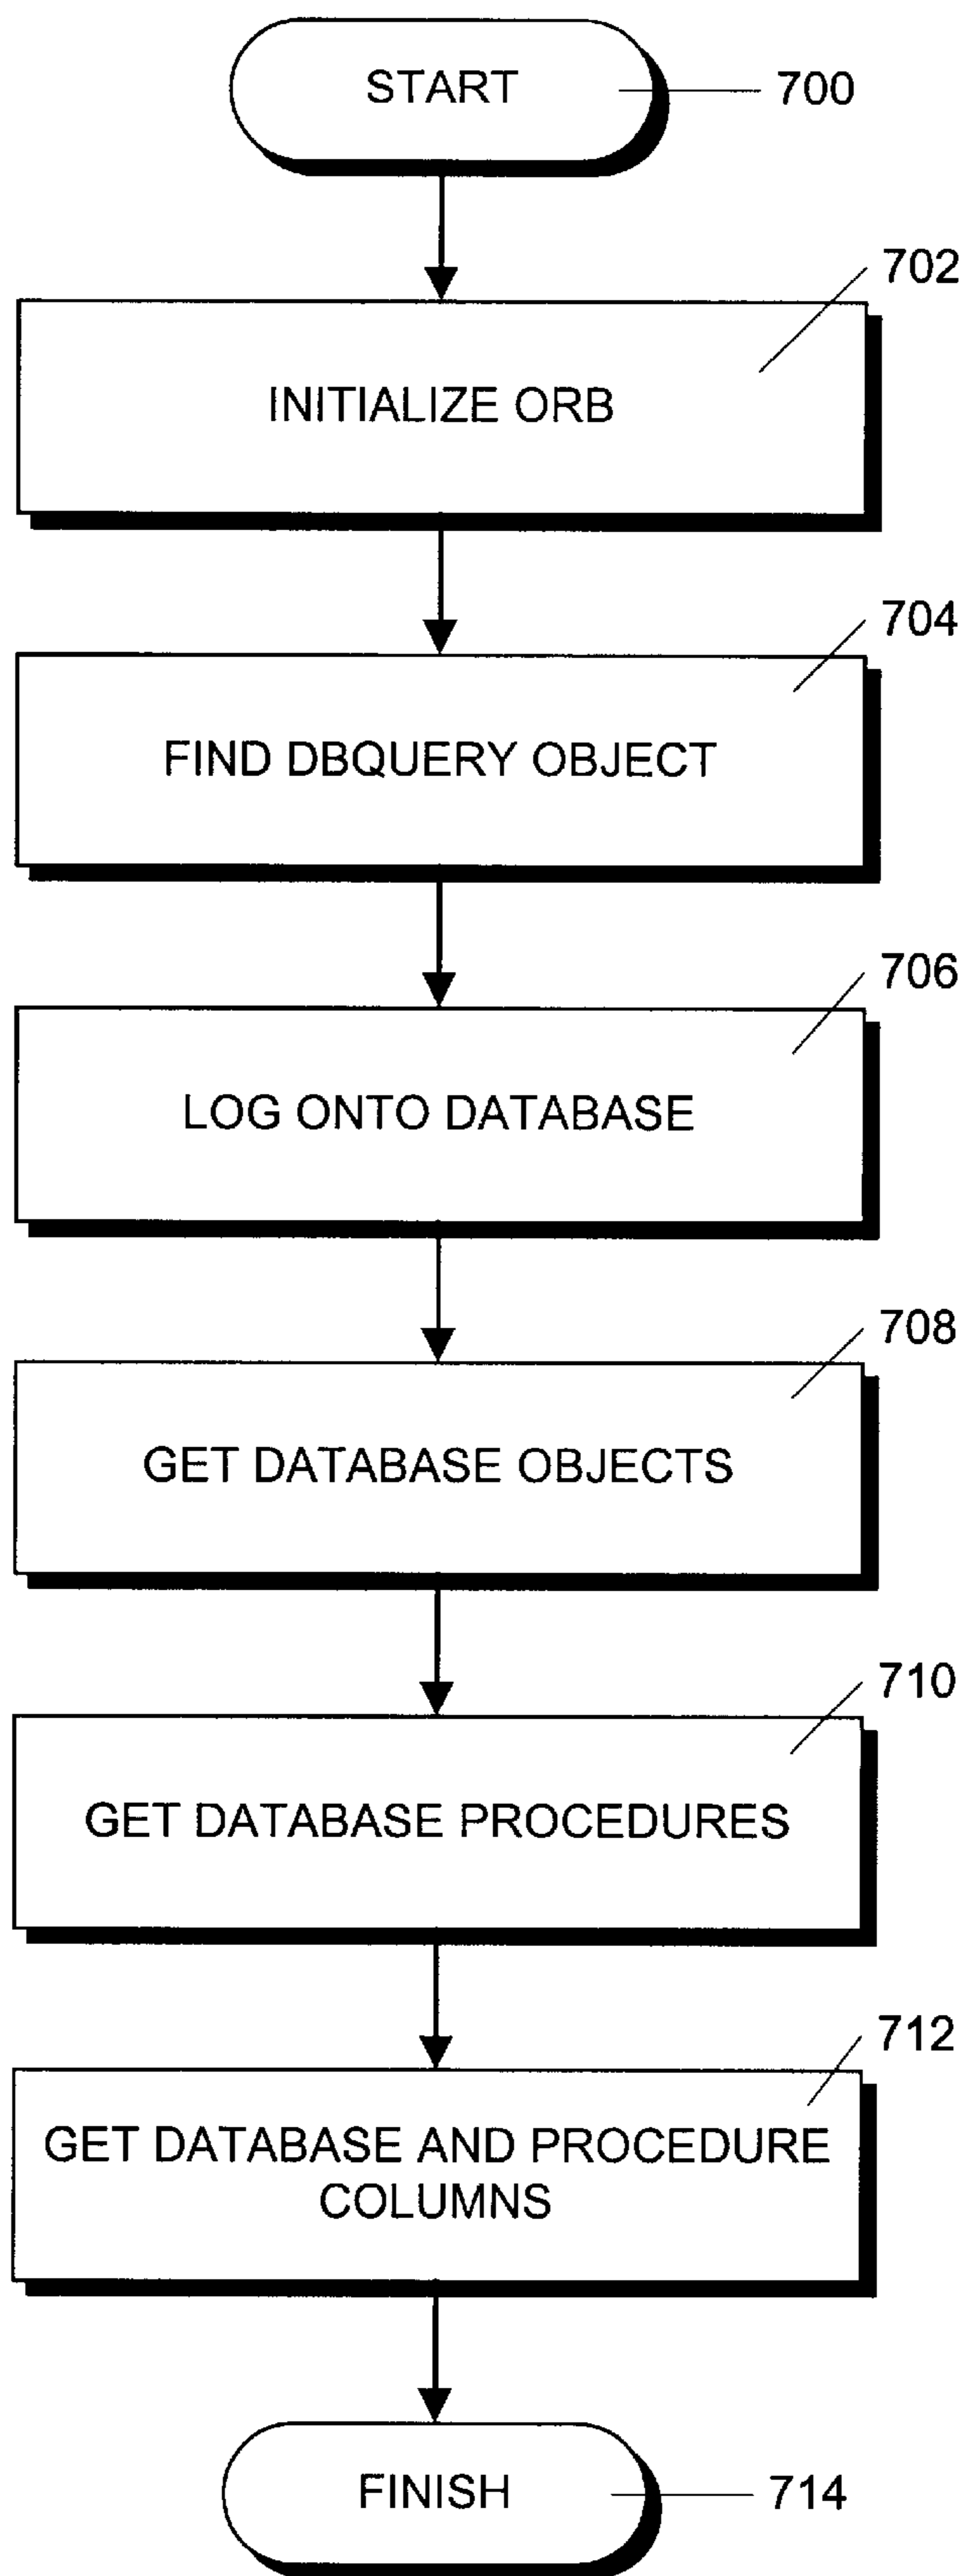 START
700
702
INITIALIZE ORB
704
FIND DBQUERY OBJECT
706
LOG ONTO DATABASE
708
GET DATABASE OBJECTS
710
GET DATABASE PROCEDURES
712
GET DATABASE AND PROCEDURE
COLUMNS
FINISH
714